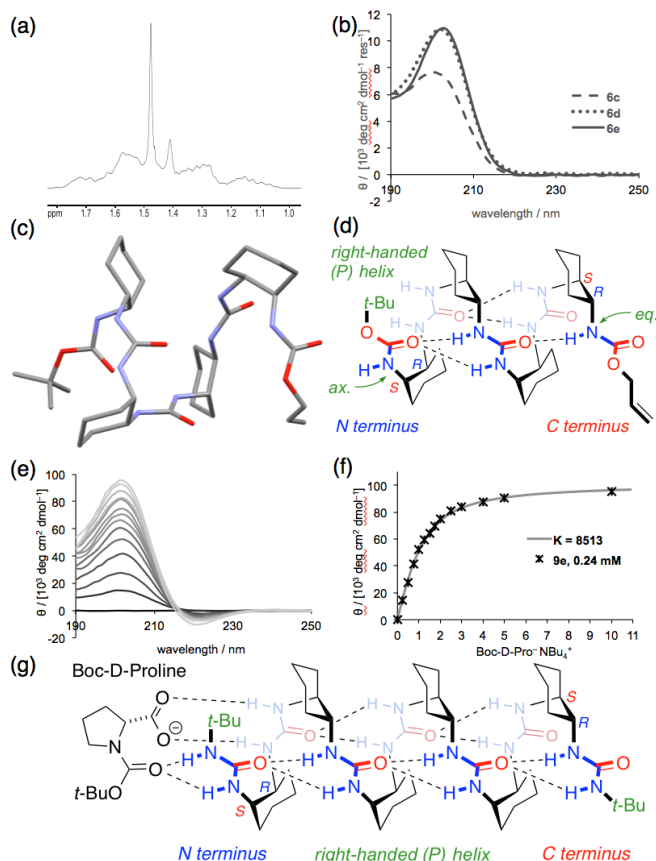 (a)
ppm 1.7 1.6 1.5 1.4 1.3 1.2 1.1 1.0
(b)
θ / [10³ deg cm² dmol⁻¹ res⁻¹]
12
10
8
6
4
2
0
-2
6c
6d
6e
190 210 230 250
wavelength / nm
(c)
(d)
right-handed
(P) helix
t-Bu
O
O
N
H
H
N
O
H
N
N
H
O
S
R
H
N
H
N
H
N
O
O
eq.
H
N
O
O
ax.
S
R
N terminus
C terminus
(e)
θ / [10³ deg cm² dmol⁻¹]
100
80
60
40
20
0
-20
190 210 230 250
wavelength / nm
(f)
θ / [10³ deg cm² dmol⁻¹]
100
80
60
40
20
0
K = 8513
9e, 0.24 mM
0 1 2 3 4 5 6 7 8 9 10 11
Boc-D-Pro⁻ NBu₄⁺
(g)
Boc-D-Proline
O
O
⊖
N
O
t-BuO
t-Bu
H N
H N O
H N
H N O
H N
H N O
S
R
H N
H N O
H N
H N O
H N
H N O
H N
N
H
t-Bu
S
R
N terminus right-handed (P) helix C terminus